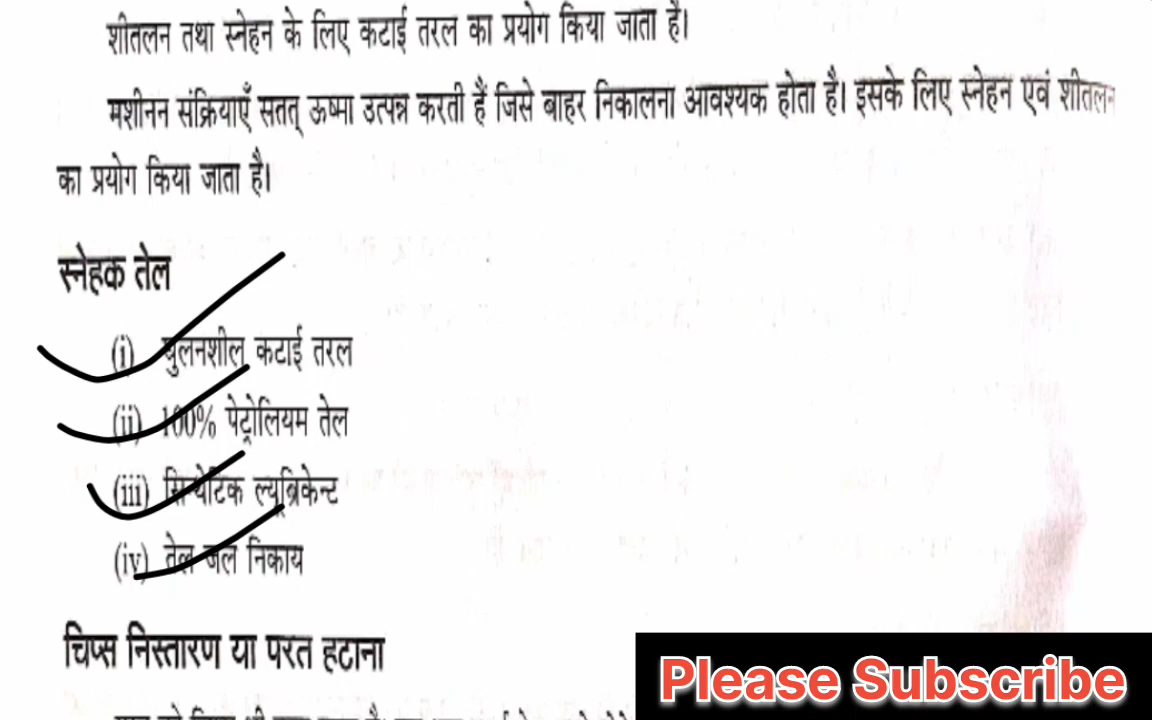 शीतलन तथा स्नेहन के लिए कटाई तरल का प्रयोग किया जाता है।
मशीनन संक्रियाएँ सतत् ऊष्मा उत्पन्न करती हैं जिसे बाहर निकालना आवश्यक होता है। इसके लिए स्नेहन एवं शीतलन
का प्रयोग किया जाता है।
स्नेहक तेल
(i) घुलनशील कटाई तरल
(ii) 100% पेट्रोलियम तेल
(iii) सिन्थेटिक ल्यूब्रिकेन्ट
(iv) तेल जल निकाय
चिप्स निस्तारण या परत हटाना
Please Subscribe